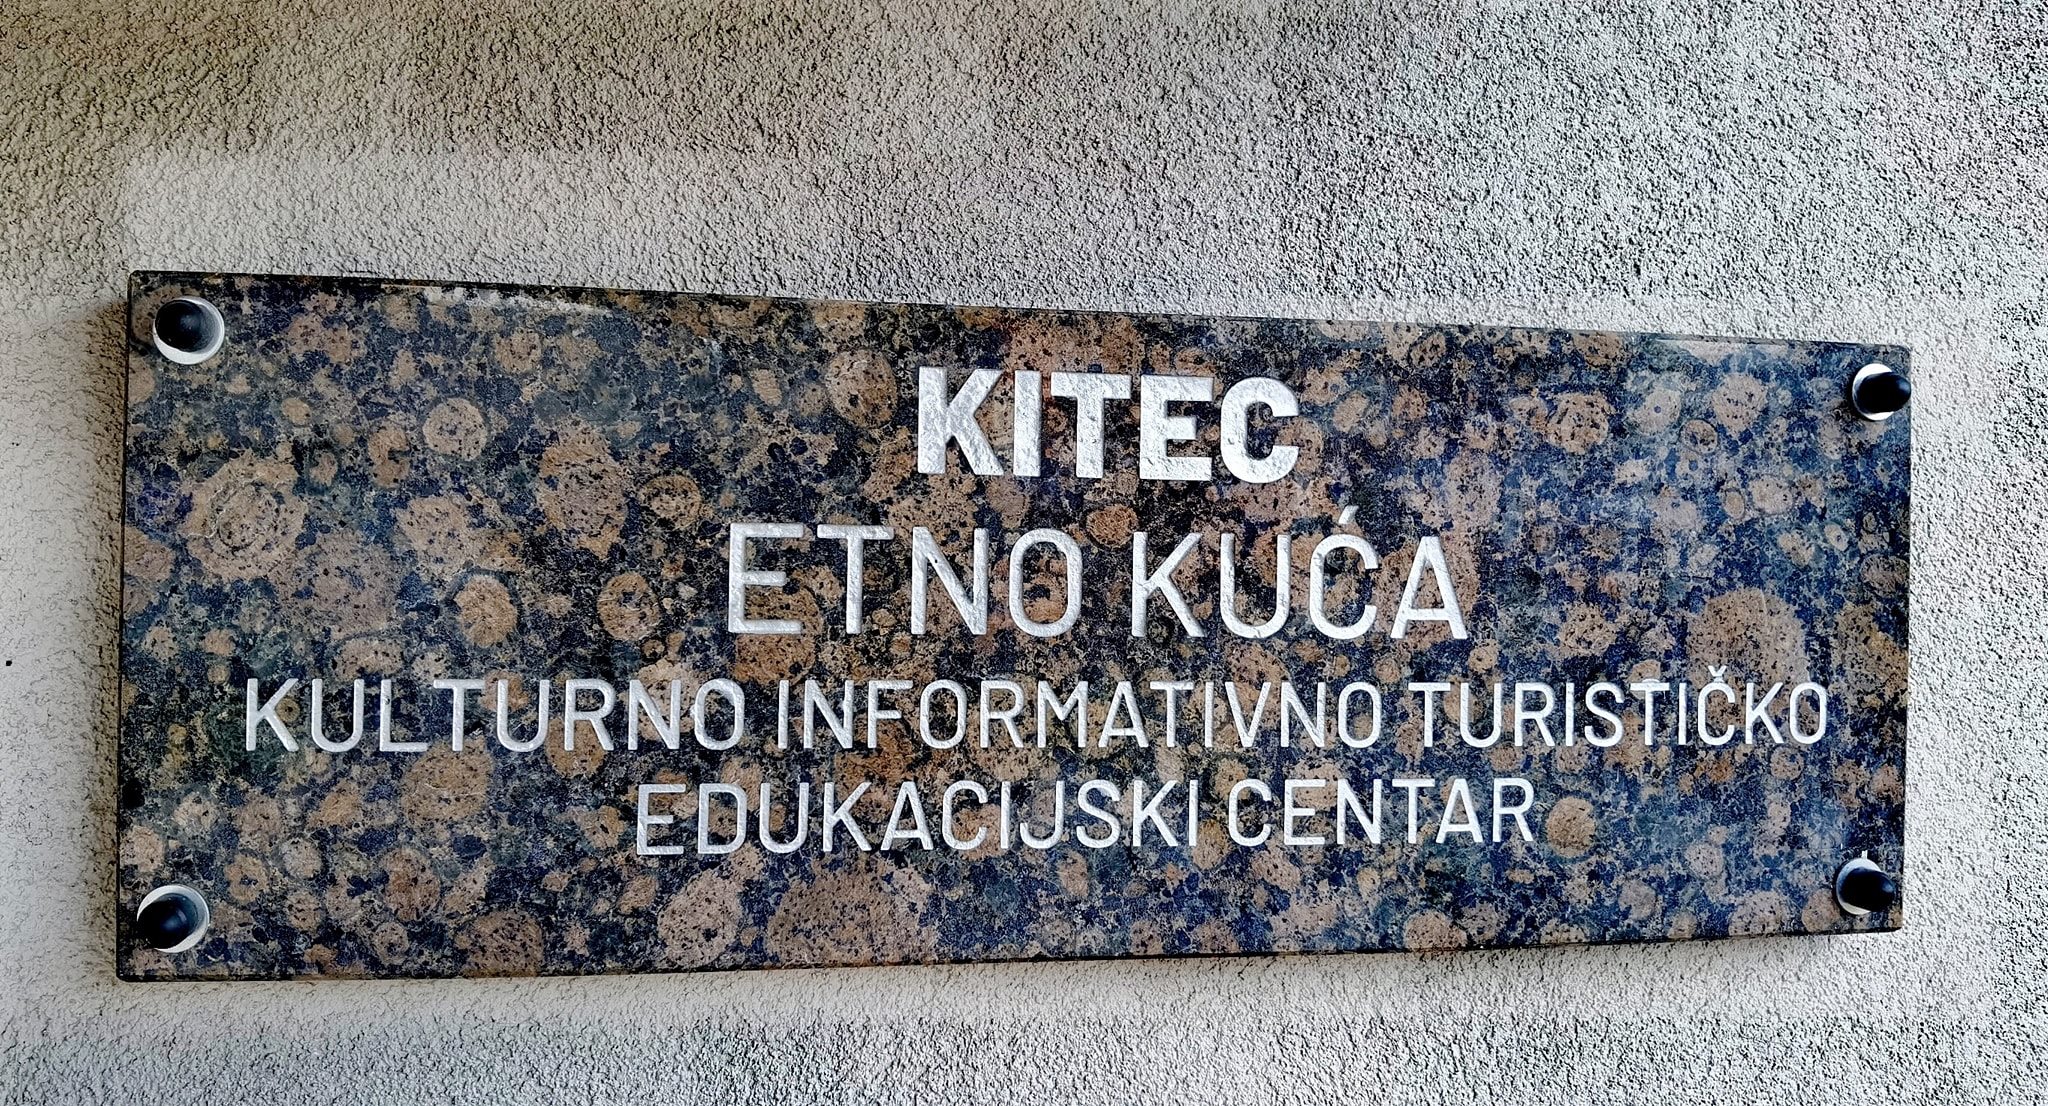 KITEC
ETNO KUĆA
KULTURNO INFORMATIVNO TURISTIČKO
EDUKACIJSKI CENTAR